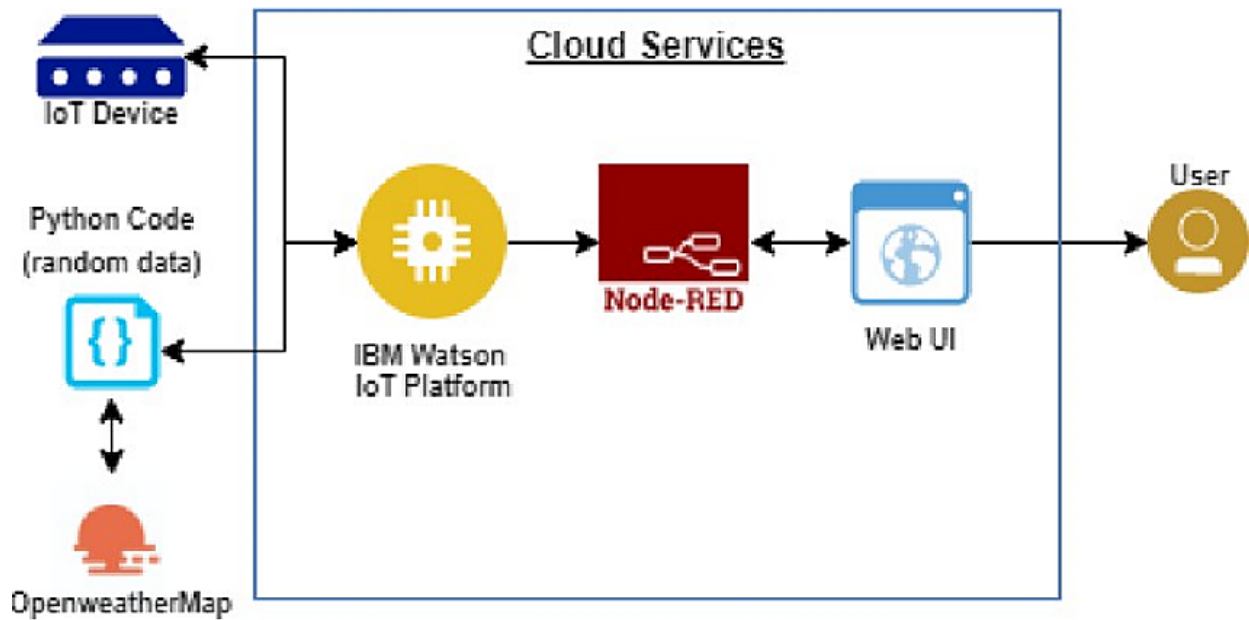 Cloud Services
IoT Device
Python Code
(random data)
IBM Watson
IoT Platform
Node-RED
Web UI
User
OpenweatherMap